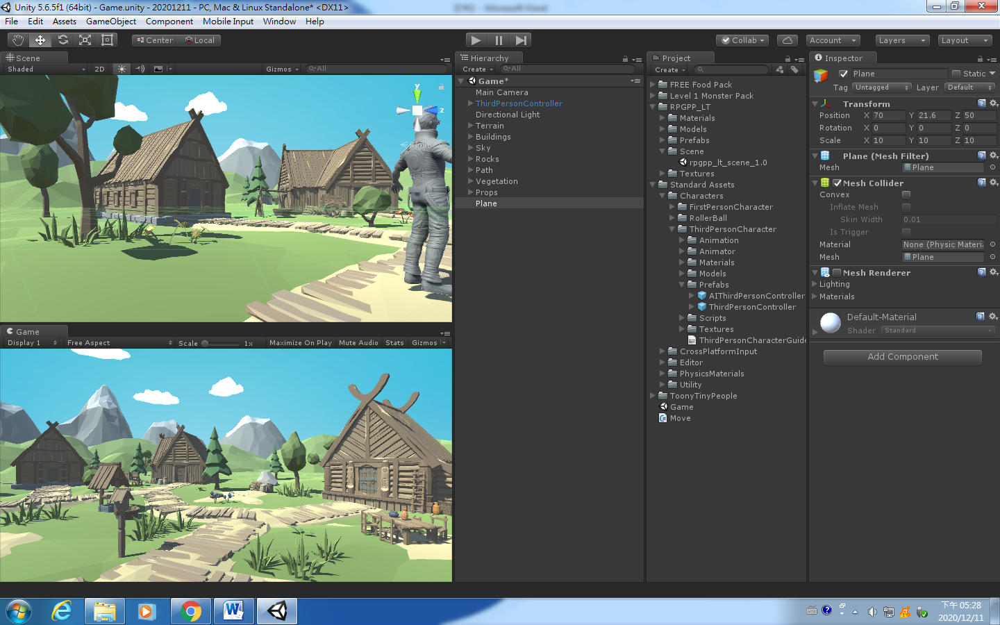 Unity 5.6.5f1 (64bit) - Game.unity - 20201211 - PC, Mac & Linux Standalone* <DX11>
File Edit Assets GameObject Component Mobile Input Window Help
Center Local
Collab Account Layers Layout
Scene
Shaded 2D Gizmos All
y
z
Game
Display 1 Free Aspect Scale 1x Maximize On Play Mute Audio Stats Gizmos
Hierarchy
Create All
Game*
Main Camera
ThirdPersonController
Directional Light
Terrain
Buildings
Sky
Rocks
Path
Vegetation
Props
Plane
Project
Create
FREE Food Pack
Level 1 Monster Pack
RPGPP_LT
Materials
Models
Prefabs
Scene
rpgpp_lt_scene_1.0
Textures
Standard Assets
Characters
FirstPersonCharacter
RollerBall
ThirdPersonCharacter
Animation
Animator
Materials
Models
Prefabs
AIThirdPersonController
ThirdPersonController
Scripts
Textures
ThirdPersonCharacterGuide
CrossPlatformInput
Editor
PhysicsMaterials
Utility
ToonyTinyPeople
Game
Move
Inspector
Plane Static
Tag Untagged Layer Default
Transform
Position X 70 Y 21.6 Z 50
Rotation X 0 Y 0 Z 0
Scale X 10 Y 10 Z 10
Plane (Mesh Filter)
Mesh Plane
Mesh Collider
Convex
Inflate Mesh
Skin Width 0.01
Is Trigger
Material None (Physic Materi
Mesh Plane
Mesh Renderer
Lighting
Materials
Default-Material
Shader Standard
Add Component
下午 05:28
2020/12/11